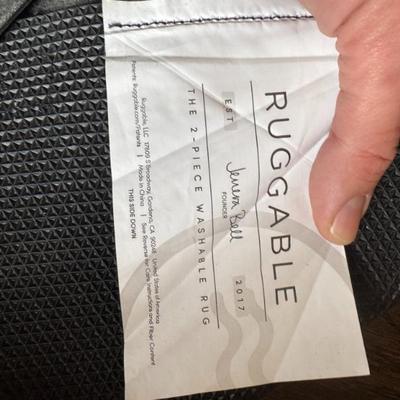 RUGGABLE
Jeneva Bell
EST FOUNDER 2017
THE 2-PIECE WASHABLE RUG
Ruggable, LLC 17809 S Broadway, Gardena, CA, 90248, United States of America
Patents: Ruggable.com/Patents | Made in China | See Reverse for Care Instructions and Fiber Content
THIS SIDE DOWN